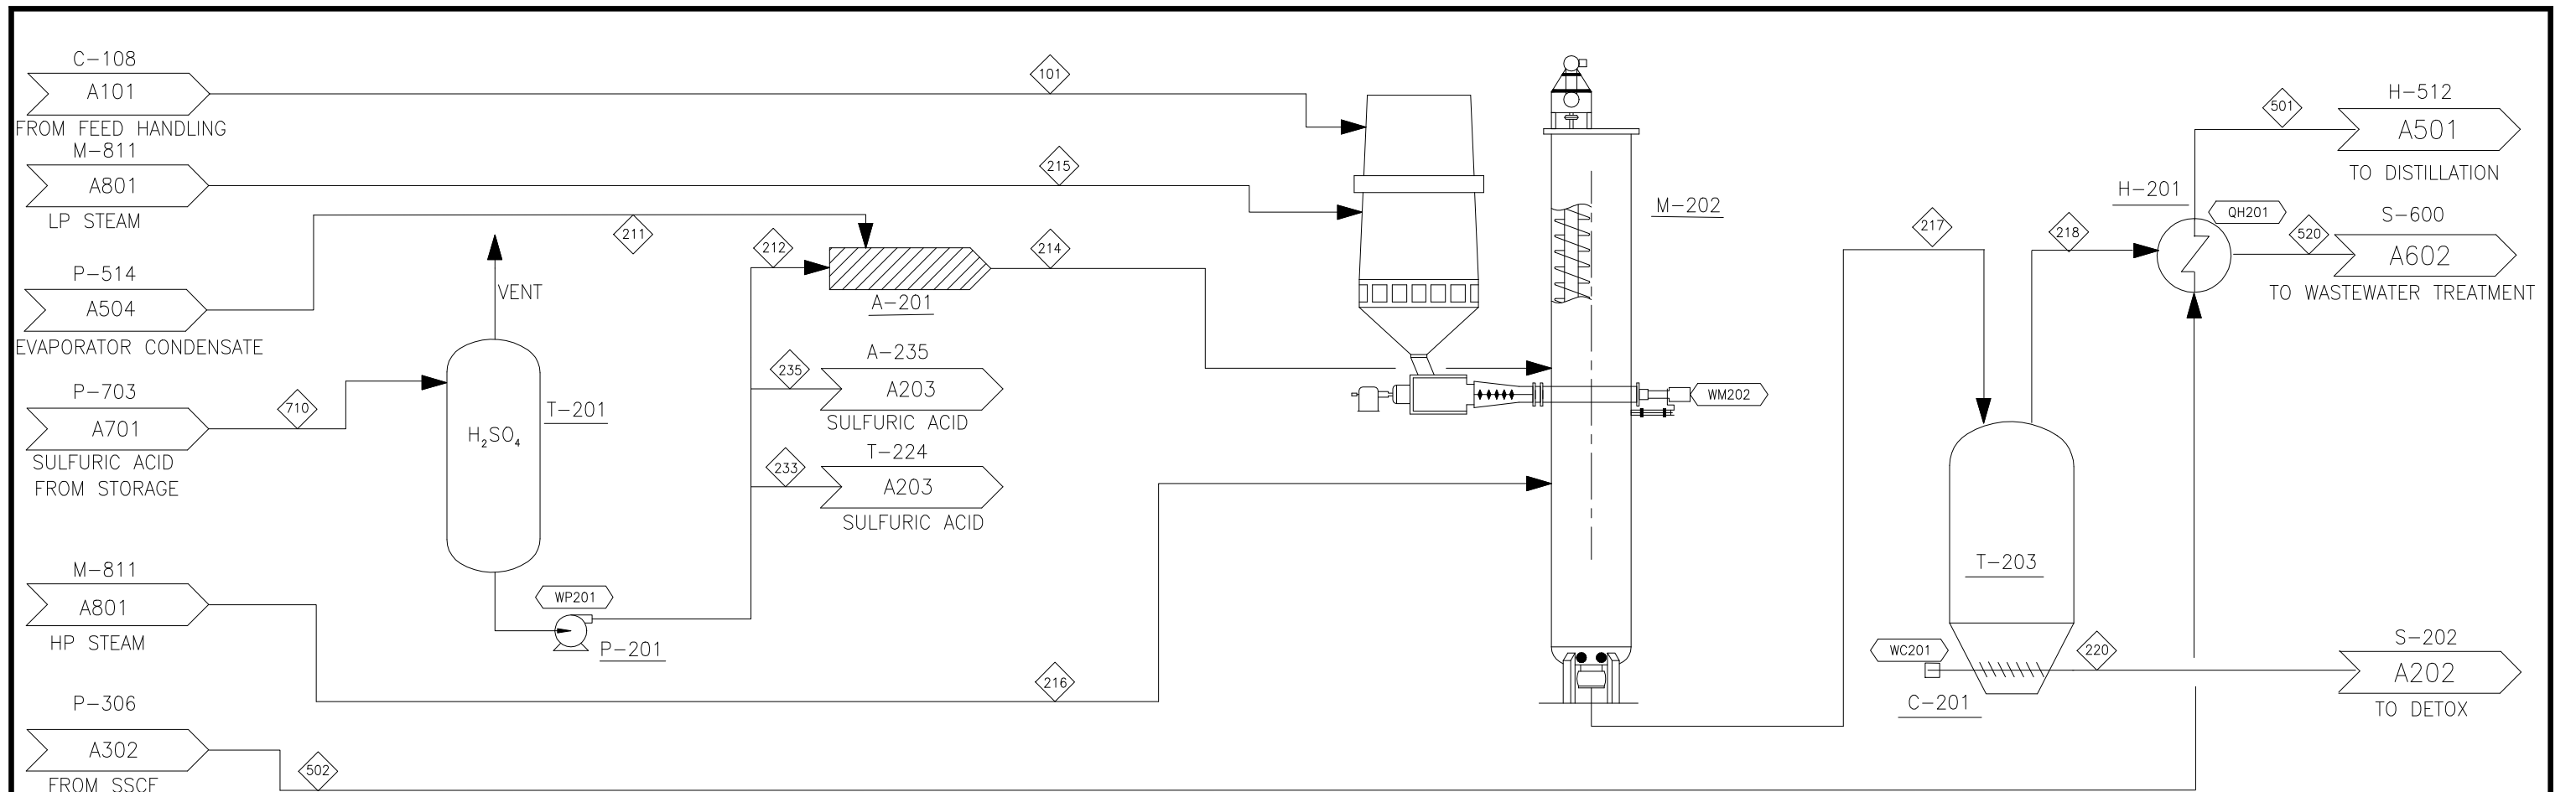 C-108
A101
FROM FEED HANDLING
101
M-811
A801
LP STEAM
215
P-514
A504
EVAPORATOR CONDENSATE
211
VENT
212
A-201
214
P-703
A701
SULFURIC ACID
FROM STORAGE
710
H₂SO₄
T-201
235
A-235
A203
SULFURIC ACID
233
T-224
A203
SULFURIC ACID
WP201
P-201
M-811
A801
HP STEAM
216
P-306
A302
FROM SSCF
502
M-202
WM202
217
218
H-201
QH201
501
H-512
A501
TO DISTILLATION
520
S-600
A602
TO WASTEWATER TREATMENT
T-203
WC201
C-201
220
S-202
A202
TO DETOX